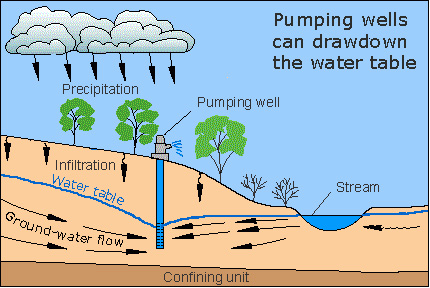 Pumping wells
can drawdown
the water table
Precipitation
Pumping well
Infiltration
Water table
Stream
Ground-water flow
Confining unit